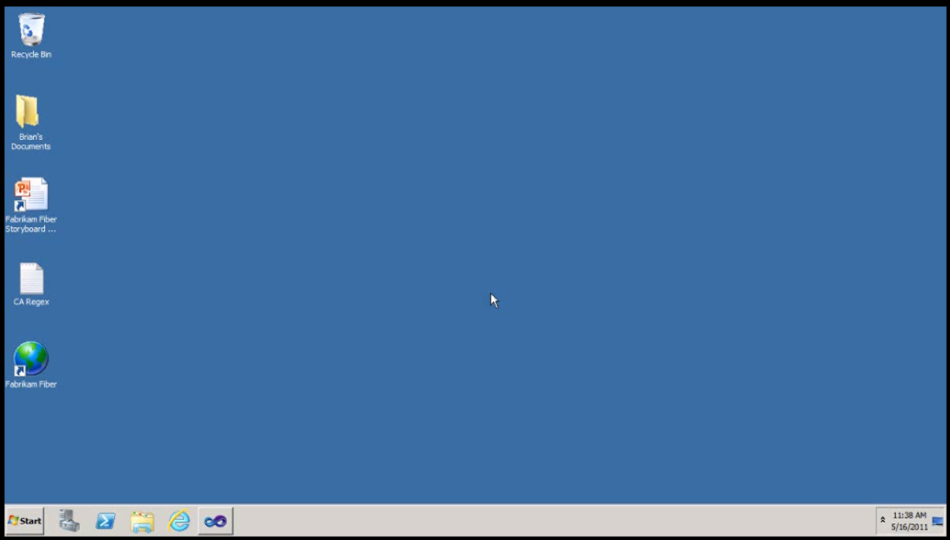 Recycle Bin
Brian's
Documents
Fabrikam Fiber
Storyboard ...
CA Regex
Fabrikam Fiber
Start
11:38 AM
5/16/2011